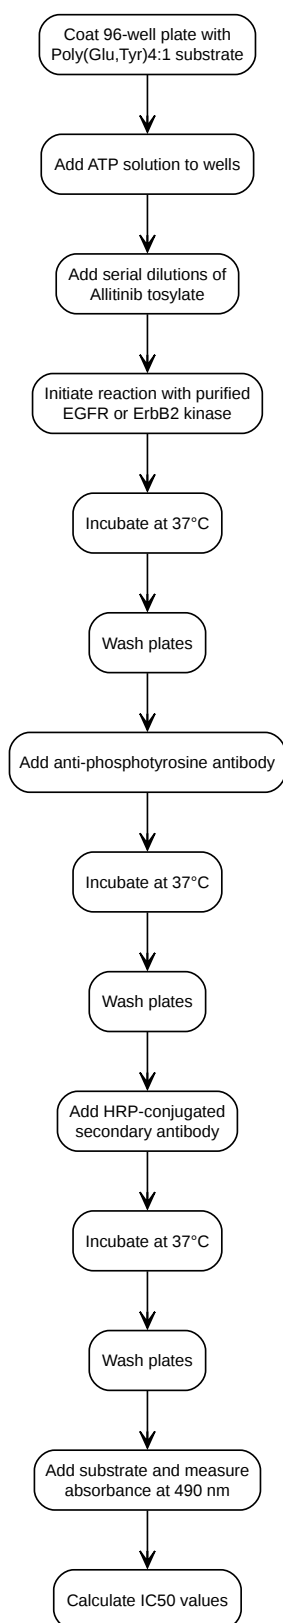 Coat 96-well plate with
Poly(Glu,Tyr)4:1 substrate
Add ATP solution to wells
Add serial dilutions of
Allitinib tosylate
Initiate reaction with purified
EGFR or ErbB2 kinase
Incubate at 37°C
Wash plates
Add anti-phosphotyrosine antibody
Incubate at 37°C
Wash plates
Add HRP-conjugated
secondary antibody
Incubate at 37°C
Wash plates
Add substrate and measure
absorbance at 490 nm
Calculate IC50 values